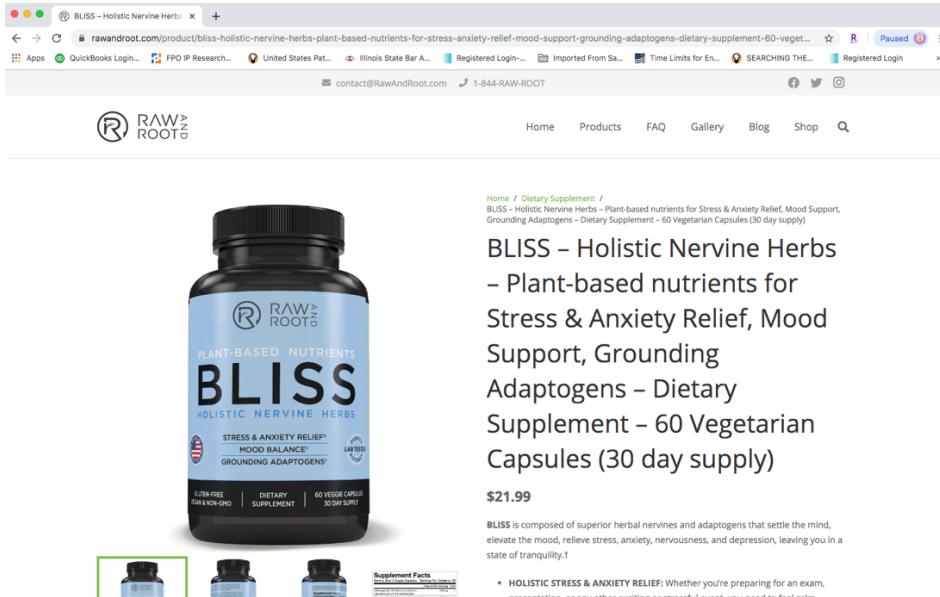 BLISS – Holistic Nervine Herbs
rawandroot.com/product/bliss-holistic-nervine-herbs-plant-based-nutrients-for-stress-anxiety-relief-mood-support-grounding-adaptogens-dietary-supplement-60-veget...
Paused
Apps
QuickBooks Login...
FPO IP Research...
United States Pat...
Illinois State Bar A...
Registered Login-...
Imported From Sa...
Time Limits for En...
SEARCHING THE...
Registered Login
contact@RawAndRoot.com
1-844-RAW-ROOT
RAW AND ROOT
Home
Products
FAQ
Gallery
Blog
Shop
Home / Dietary Supplement /
BLISS – Holistic Nervine Herbs – Plant-based nutrients for Stress & Anxiety Relief, Mood Support,
Grounding Adaptogens – Dietary Supplement – 60 Vegetarian Capsules (30 day supply)
BLISS – Holistic Nervine Herbs
– Plant-based nutrients for
Stress & Anxiety Relief, Mood
Support, Grounding
Adaptogens – Dietary
Supplement – 60 Vegetarian
Capsules (30 day supply)
$21.99
BLISS is composed of superior herbal nervines and adaptogens that settle the mind,
elevate the mood, relieve stress, anxiety, nervousness, and depression, leaving you in a
state of tranquility.†
• HOLISTIC STRESS & ANXIETY RELIEF: Whether you're preparing for an exam,
RAW AND ROOT
PLANT-BASED NUTRIENTS
BLISS
HOLISTIC NERVINE HERBS
STRESS & ANXIETY RELIEF†
MOOD BALANCE†
GROUNDING ADAPTOGENS†
LAB TESTED
GLUTEN-FREE
VEGAN & NON-GMO
DIETARY
SUPPLEMENT
60 VEGGIE CAPSULES
30 DAY SUPPLY
Supplement Facts